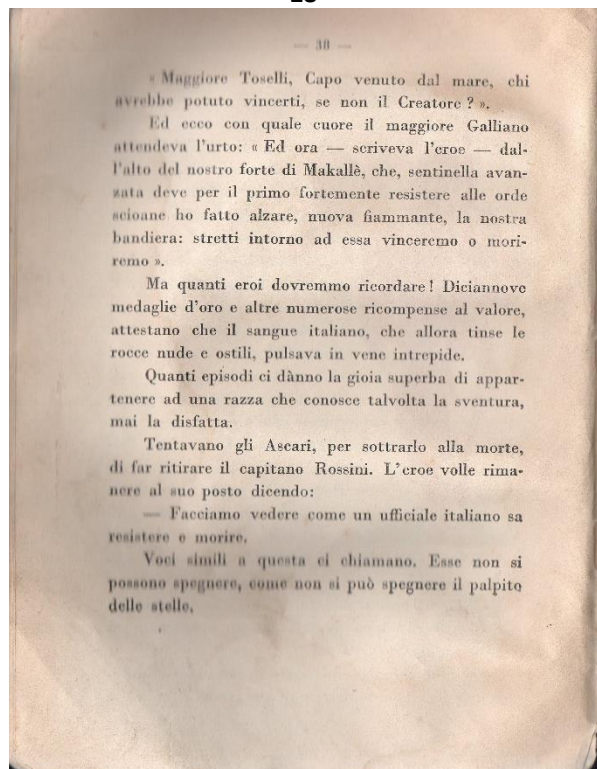 — 38 —
« Maggiore Toselli, Capo venuto dal mare, chi
avrebbe potuto vincerti, se non il Creatore ? ».
Ed ecco con quale cuore il maggiore Galliano
attendeva l'urto: « Ed ora — scriveva l'eroe — dal-
l'alto del nostro forte di Makallè, che, sentinella avan-
zata deve per il primo fortemente resistere alle orde
scioane ho fatto alzare, nuova fiammante, la nostra
bandiera: stretti intorno ad essa vinceremo o mori-
remo ».
Ma quanti eroi dovremmo ricordare! Diciannove
medaglie d'oro e altre numerose ricompense al valore,
attestano che il sangue italiano, che allora tinse le
rocce nude e ostili, pulsava in vene intrepide.
Quanti episodi ci dànno la gioia superba di appar-
tenere ad una razza che conosce talvolta la sventura,
mai la disfatta.
Tentavano gli Ascari, per sottrarlo alla morte,
di far ritirare il capitano Rossini. L'eroe volle rima-
nere al suo posto dicendo:
— Facciamo vedere come un ufficiale italiano sa
resistere e morire.
Voci simili a questa ci chiamano. Esse non si
possono spegnere, come non si può spegnere il palpito
delle stelle.